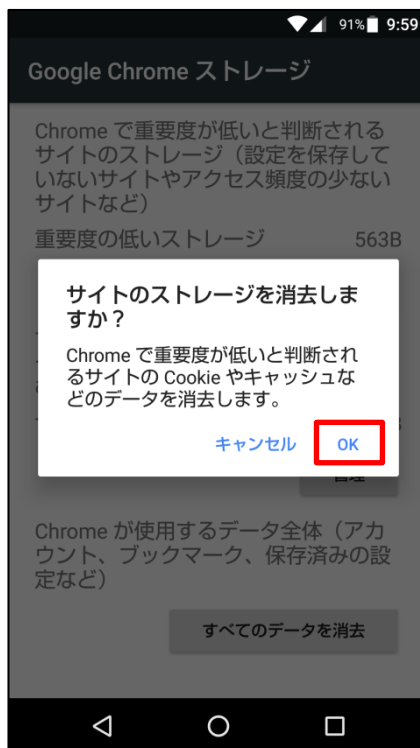 91% 9:59
Google Chrome ストレージ
Chrome で重要度が低いと判断される
サイトのストレージ（設定を保存して
いないサイトやアクセス頻度の少ない
サイトなど）
重要度の低いストレージ 563B
サイトのストレージを消去しま
すか？
Chrome で重要度が低いと判断され
るサイトの Cookie やキャッシュな
どのデータを消去します。
キャンセル OK
管理
Chrome が使用するデータ全体（アカ
ウント、ブックマーク、保存済みの設
定など）
すべてのデータを消去